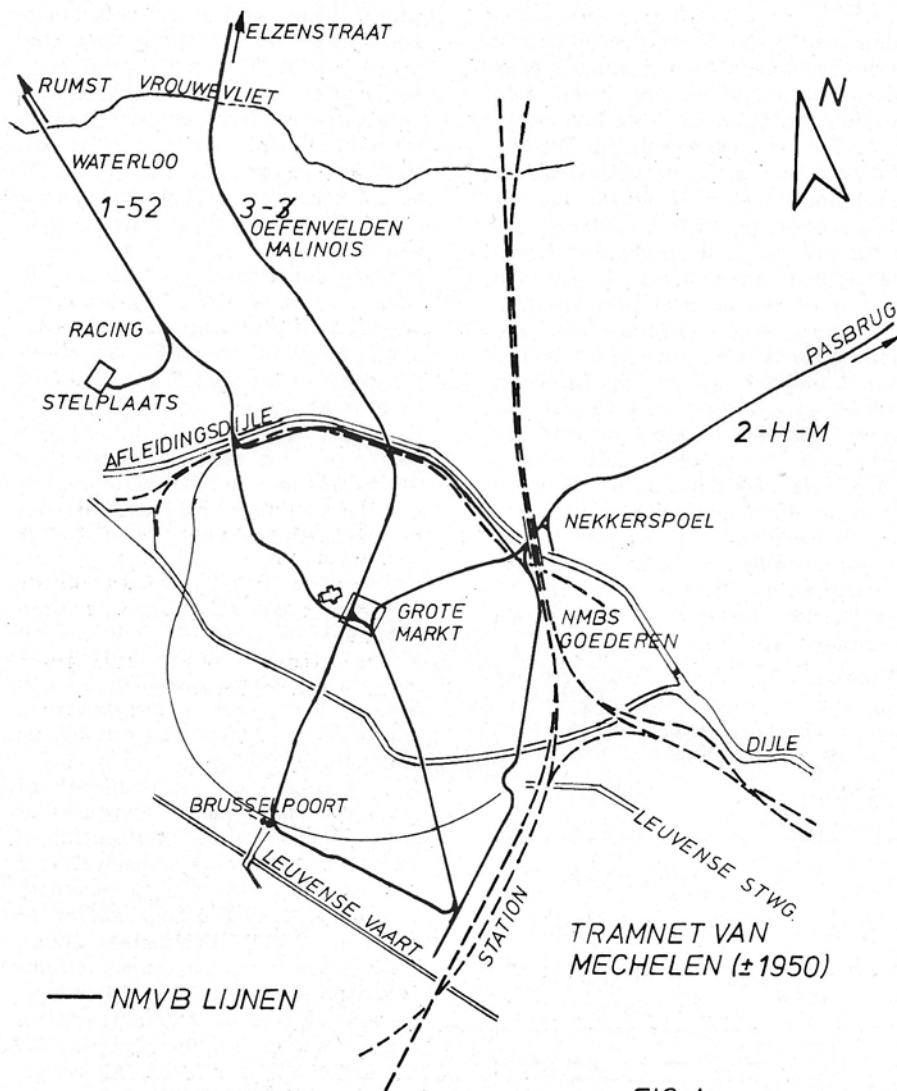 ELZENSTRAAT
RUMST
VROUWEVLIET
N
WATERLOO
1-52
3-3
OEFENVELDEN
MALINOIS
RACING
PASBRUG
STELPLAATS
AFLEIDINGSDIJLE
2-H-M
NEKKERSPOEL
GROTE
MARKT
NMBS
GOEDEREN
DIJLE
BRUSSELPOORT
LEUVENSE VAART
LEUVENSE STWG.
STATION
TRAMNET VAN
MECHELEN (±1950)
NMVB LIJNEN